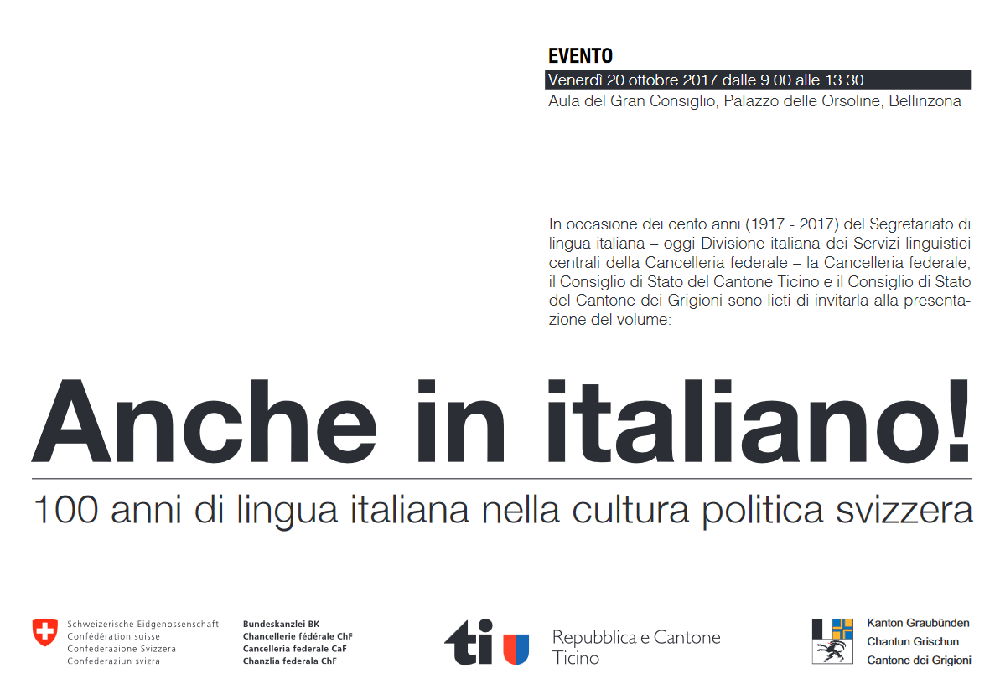 EVENTO
Venerdì 20 ottobre 2017 dalle 9.00 alle 13.30
Aula del Gran Consiglio, Palazzo delle Orsoline, Bellinzona
In occasione dei cento anni (1917 - 2017) del Segretariato di
lingua italiana – oggi Divisione italiana dei Servizi linguistici
centrali della Cancelleria federale – la Cancelleria federale,
il Consiglio di Stato del Cantone Ticino e il Consiglio di Stato
del Cantone dei Grigioni sono lieti di invitarla alla presenta-
zione del volume:
Anche in italiano!
100 anni di lingua italiana nella cultura politica svizzera
Schweizerische Eidgenossenschaft
Confédération suisse
Confederazione Svizzera
Confederaziun svizra
Bundeskanzlei BK
Chancellerie fédérale ChF
Cancelleria federale CaF
Chanzlia federala ChF
ti
Repubblica e Cantone
Ticino
Kanton Graubünden
Chantun Grischun
Cantone dei Grigioni